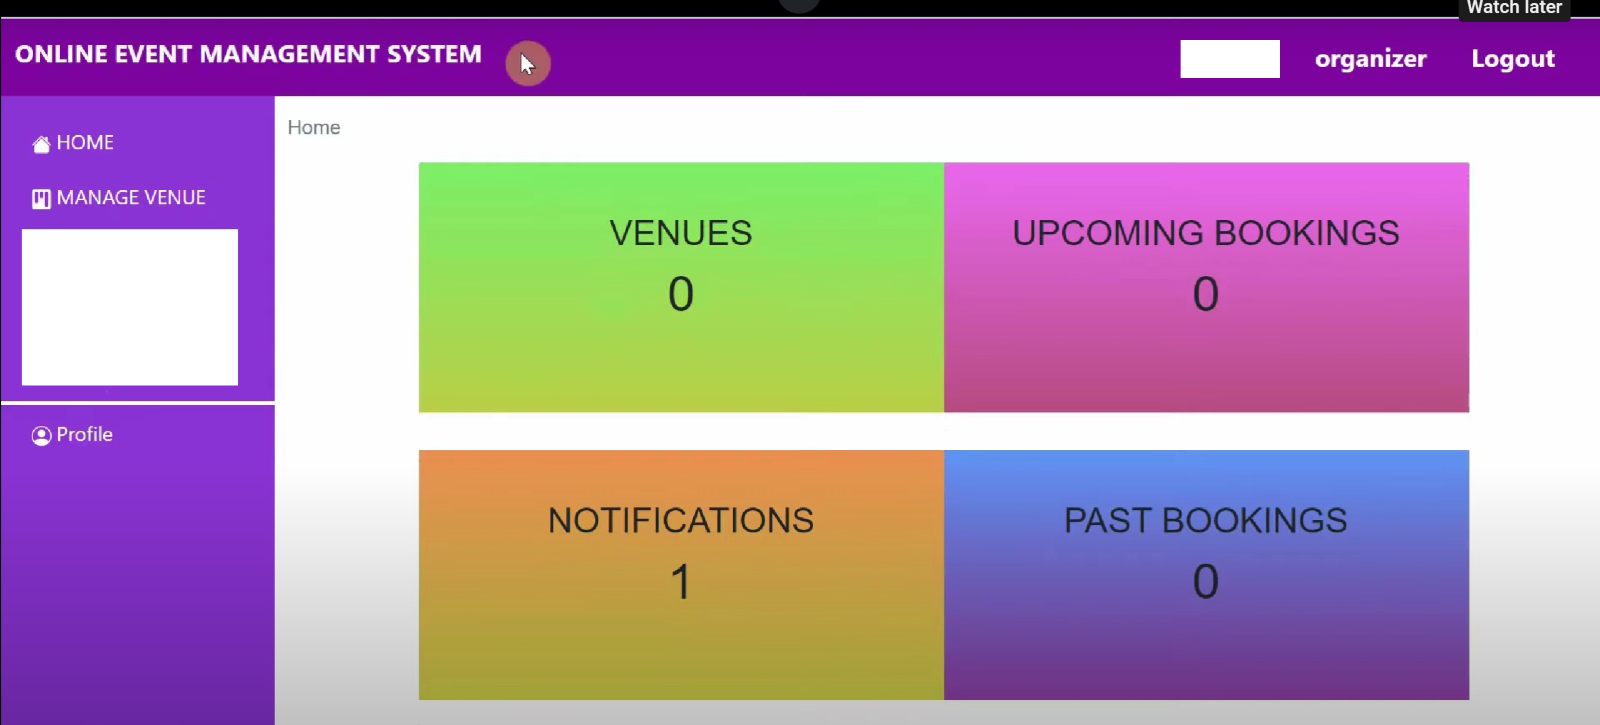 Watch later
ONLINE EVENT MANAGEMENT SYSTEM
organizer
Logout
HOME
MANAGE VENUE
Profile
Home
VENUES
0
UPCOMING BOOKINGS
0
NOTIFICATIONS
1
PAST BOOKINGS
0